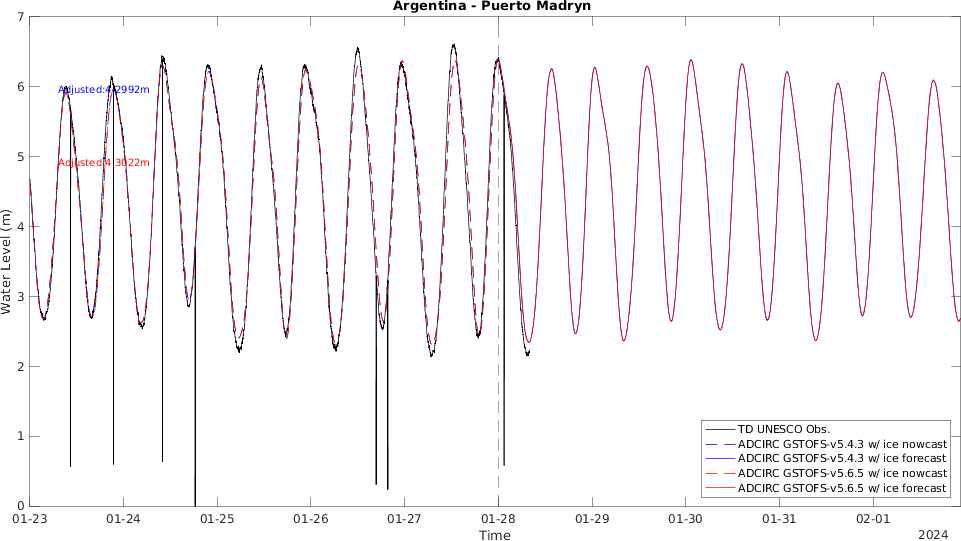 Argentina - Puerto Madryn
7
6
5
4
3
2
1
0
Water Level (m)
Adjusted:4.2992m
Adjusted:4.3022m
TD UNESCO Obs.
ADCIRC GSTOFS-v5.4.3 w/ ice nowcast
ADCIRC GSTOFS-v5.4.3 w/ ice forecast
ADCIRC GSTOFS-v5.6.5 w/ ice nowcast
ADCIRC GSTOFS-v5.6.5 w/ ice forecast
01-23 01-24 01-25 01-26 01-27 01-28 01-29 01-30 01-31 02-01
Time
2024